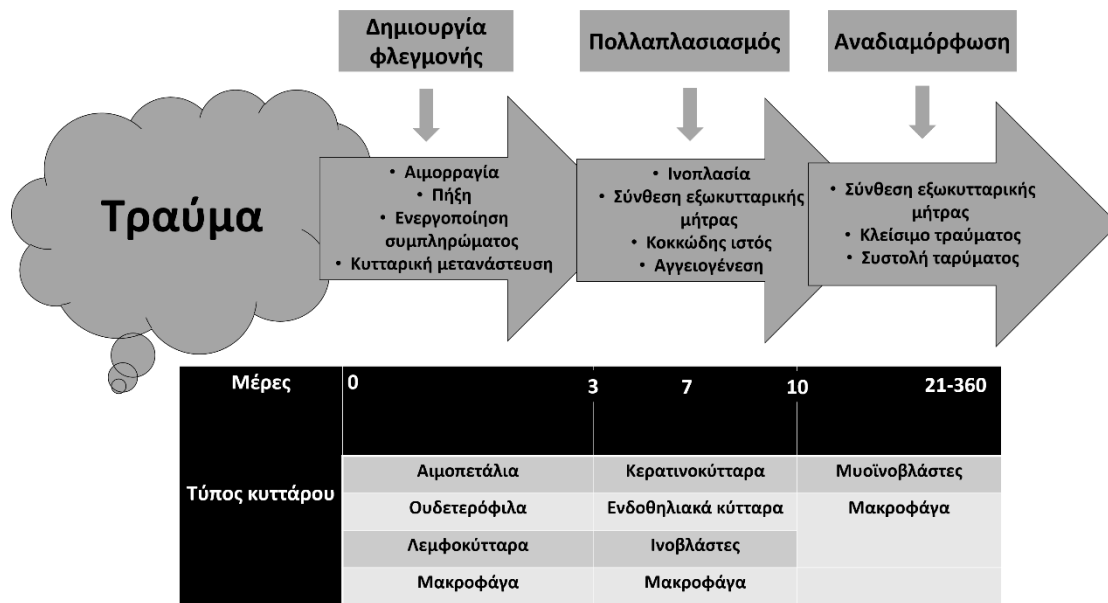 Δημιουργία
φλεγμονής
Πολλαπλασιασμός
Αναδιαμόρφωση
Τραύμα
• Αιμορραγία
• Πήξη
• Ενεργοποίηση
συμπληρώματος
• Κυτταρική μετανάστευση
• Ινοπλασία
• Σύνθεση εξωκυτταρικής
μήτρας
• Κοκκώδης ιστός
• Αγγειογένεση
• Σύνθεση εξωκυτταρικής
μήτρας
• Κλείσιμο τραύματος
• Συστολή ταρύματος
Μέρες 0 3 7 10 21-360
Τύπος κυττάρου
Αιμοπετάλια Κερατινοκύτταρα Μυοϊνοβλάστες
Ουδετερόφιλα Ενδοθηλιακά κύτταρα Μακροφάγα
Λεμφοκύτταρα Ινοβλάστες
Μακροφάγα Μακροφάγα